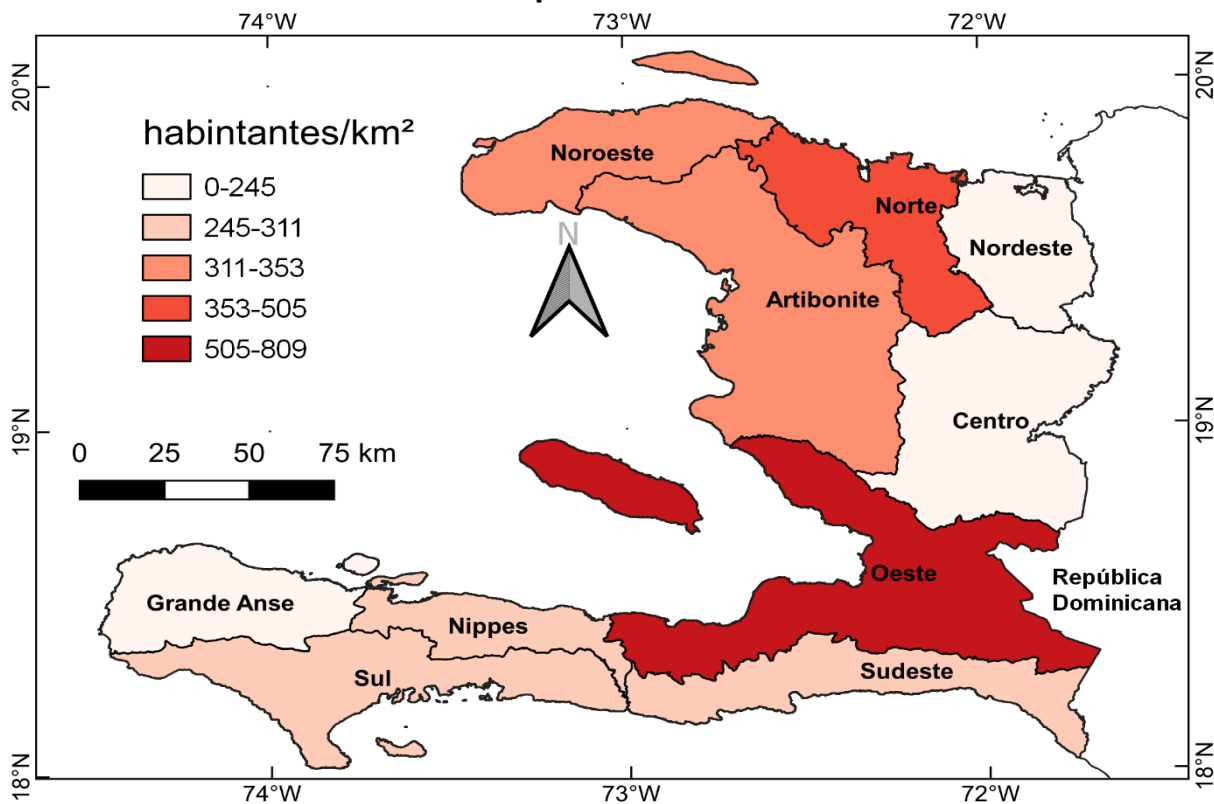 74°W 73°W 72°W
20°N
20°N
habintantes/km²
0-245
245-311
311-353
353-505
505-809
Noroeste
Norte
Nordeste
N
Artibonite
Centro
19°N
19°N
0 25 50 75 km
Oeste
República
Dominicana
Grande Anse
Nippes
Sul
Sudeste
18°N
18°N
74°W 73°W 72°W